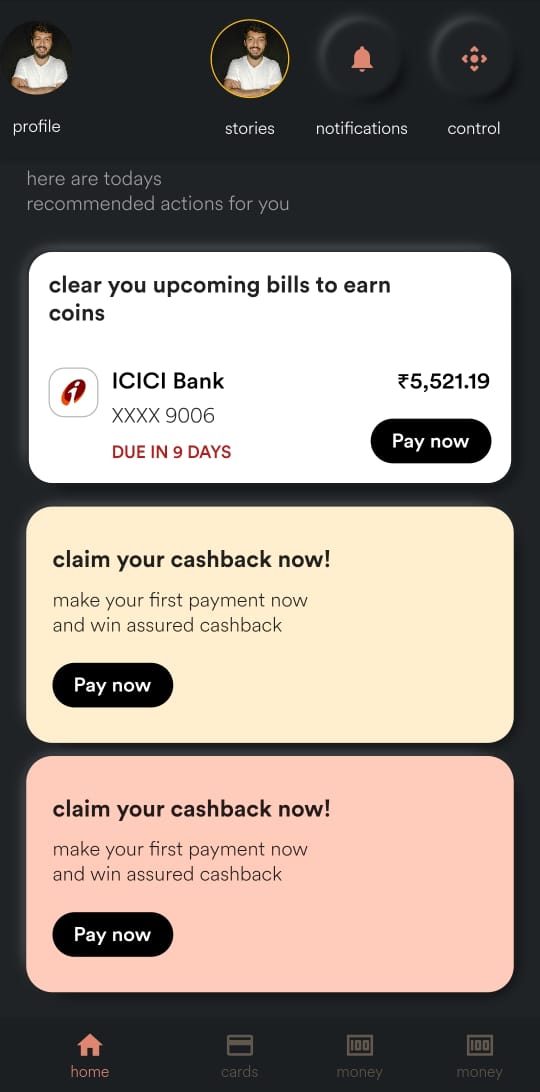 profile
stories
notifications
control
here are todays
recommended actions for you
clear you upcoming bills to earn
coins
ICICI Bank
₹5,521.19
XXXX 9006
DUE IN 9 DAYS
Pay now
claim your cashback now!
make your first payment now
and win assured cashback
Pay now
claim your cashback now!
make your first payment now
and win assured cashback
Pay now
100
100
home
cards
money
money